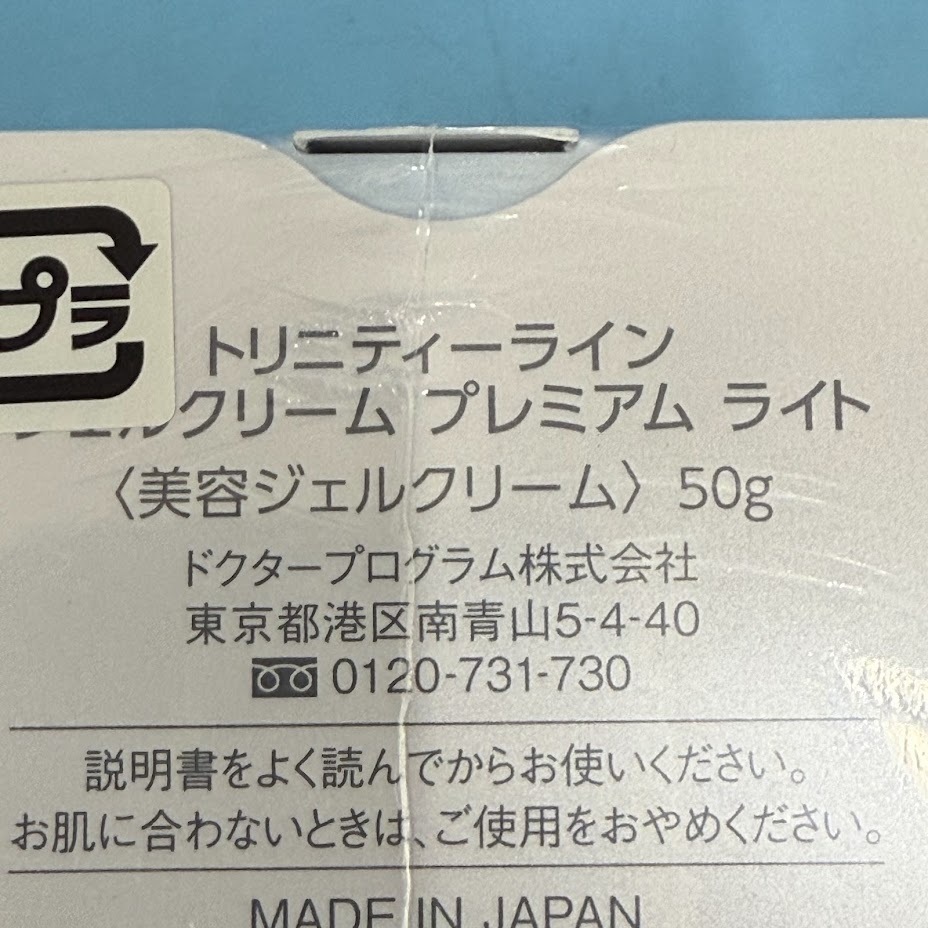 プラ
トリニティーライン
ジェルクリーム プレミアム ライト
〈美容ジェルクリーム〉50g
ドクタープログラム株式会社
東京都港区南青山5-4-40
0120-731-730
説明書をよく読んでからお使いください。
お肌に合わないときは、ご使用をおやめください。
MADE IN JAPAN